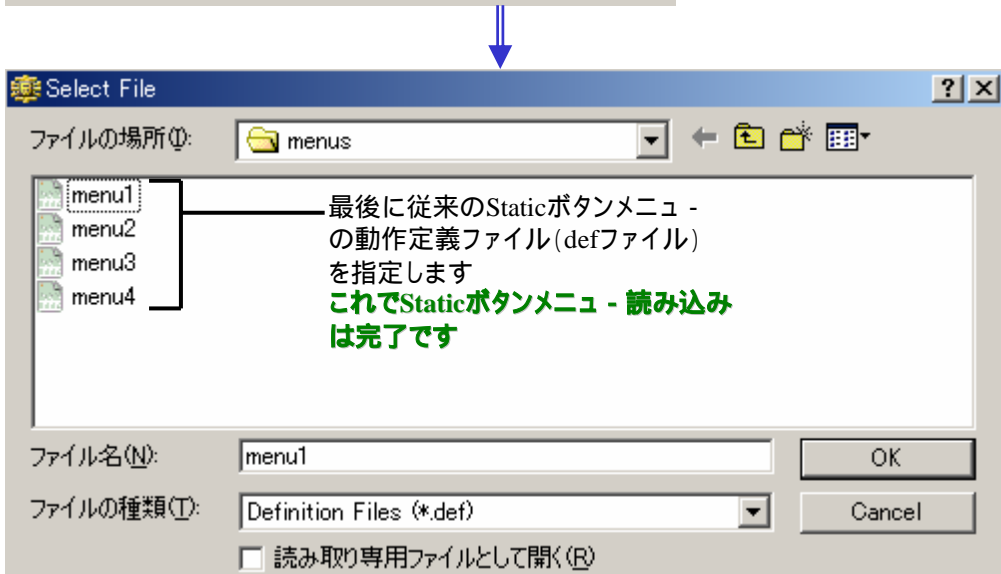 Select File
ファイルの場所(I):
menus
menu1
menu2
menu3
menu4
最後に従来のStaticボタンメニュ -
の動作定義ファイル(defファイル)
を指定します
これでStaticボタンメニュ - 読み込み
は完了です
ファイル名(N):
menu1
OK
ファイルの種類(T):
Definition Files (*.def)
Cancel
読み取り専用ファイルとして開く(R)